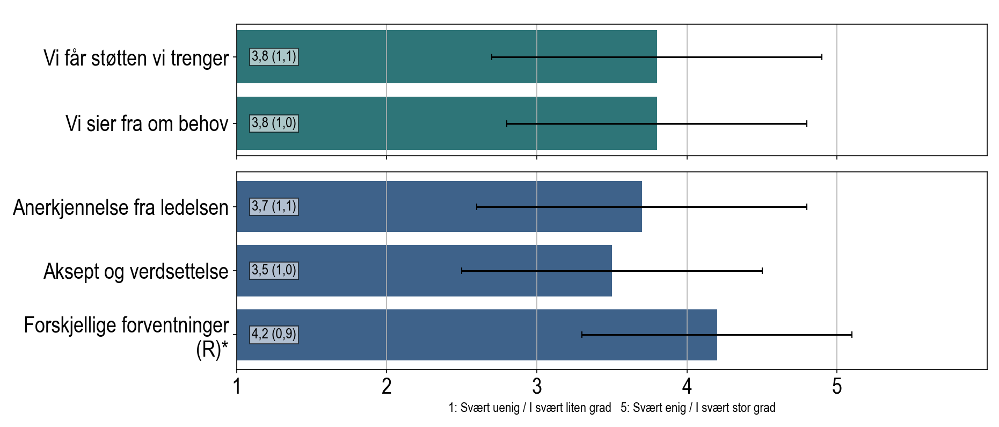 Vi får støtten vi trenger
3,8 (1,1)
Vi sier fra om behov
3,8 (1,0)
Anerkjennelse fra ledelsen
3,7 (1,1)
Aksept og verdsettelse
3,5 (1,0)
Forskjellige forventninger
(R)*
4,2 (0,9)
1 2 3 4 5
1: Svært uenig / I svært liten grad 5: Svært enig / I svært stor grad